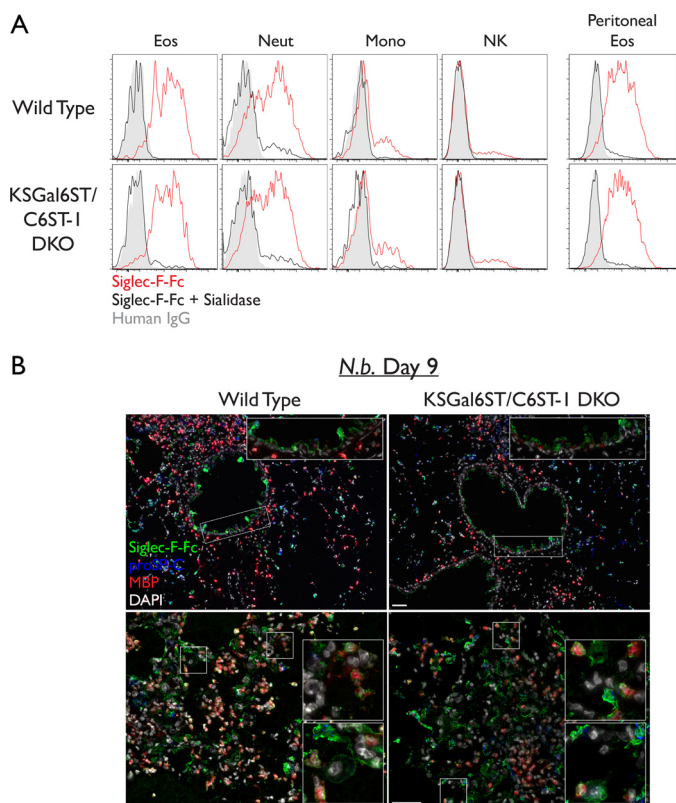 A
Eos
Neut
Mono
NK
Peritoneal
Eos
Wild Type
KSGal6ST/
C6ST-1
DKO
Siglec-F-Fc
Siglec-F-Fc + Sialidase
Human IgG
B
N.b. Day 9
Wild Type
KSGal6ST/C6ST-1 DKO
Siglec-F-Fc
proSP-C
MBP
DAPI